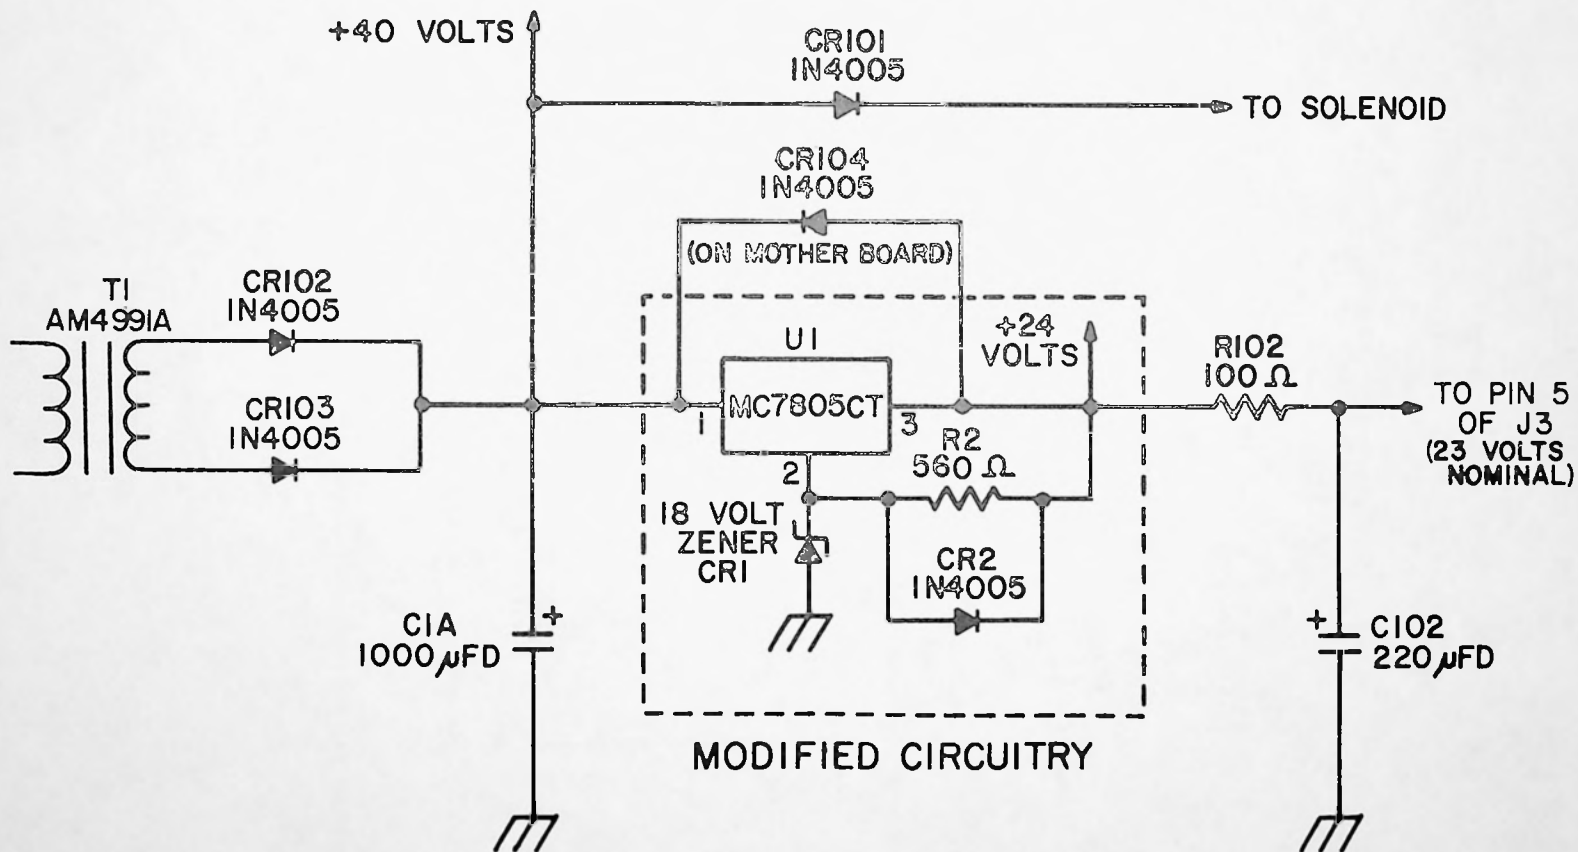 +40 VOLTS
CR101
1N4005
TO SOLENOID
CR104
1N4005
(ON MOTHER BOARD)
T1
AM4991A
CR102
1N4005
CR103
1N4005
U1
MC7805CT
1
3
2
+24
VOLTS
R102
100 Ω
TO PIN 5
OF J3
(23 VOLTS
NOMINAL)
R2
560 Ω
18 VOLT
ZENER
CR1
CR2
1N4005
C1A
1000 µFD
+
+
C102
220 µFD
MODIFIED CIRCUITRY